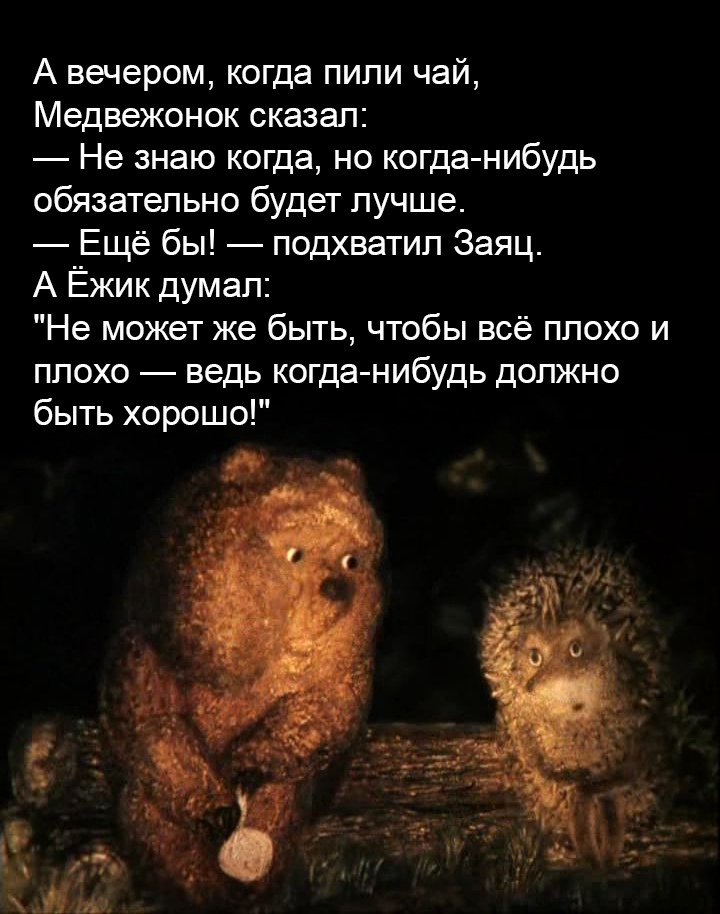 А вечером, когда пили чай,
Медвежонок сказал:
— Не знаю когда, но когда-нибудь
обязательно будет лучше.
— Ещё бы! — подхватил Заяц.
А Ёжик думал:
"Не может же быть, чтобы всё плохо и
плохо — ведь когда-нибудь должно
быть хорошо!"